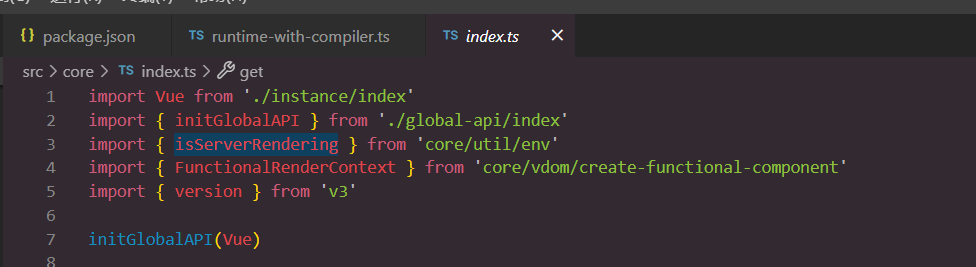 package.json
TS runtime-with-compiler.ts
TS index.ts
src > core > TS index.ts > get
1 import Vue from './instance/index'
2 import { initGlobalAPI } from './global-api/index'
3 import { isServerRendering } from 'core/util/env'
4 import { FunctionalRenderContext } from 'core/vdom/create-functional-component'
5 import { version } from 'v3'
6
7 initGlobalAPI(Vue)
8